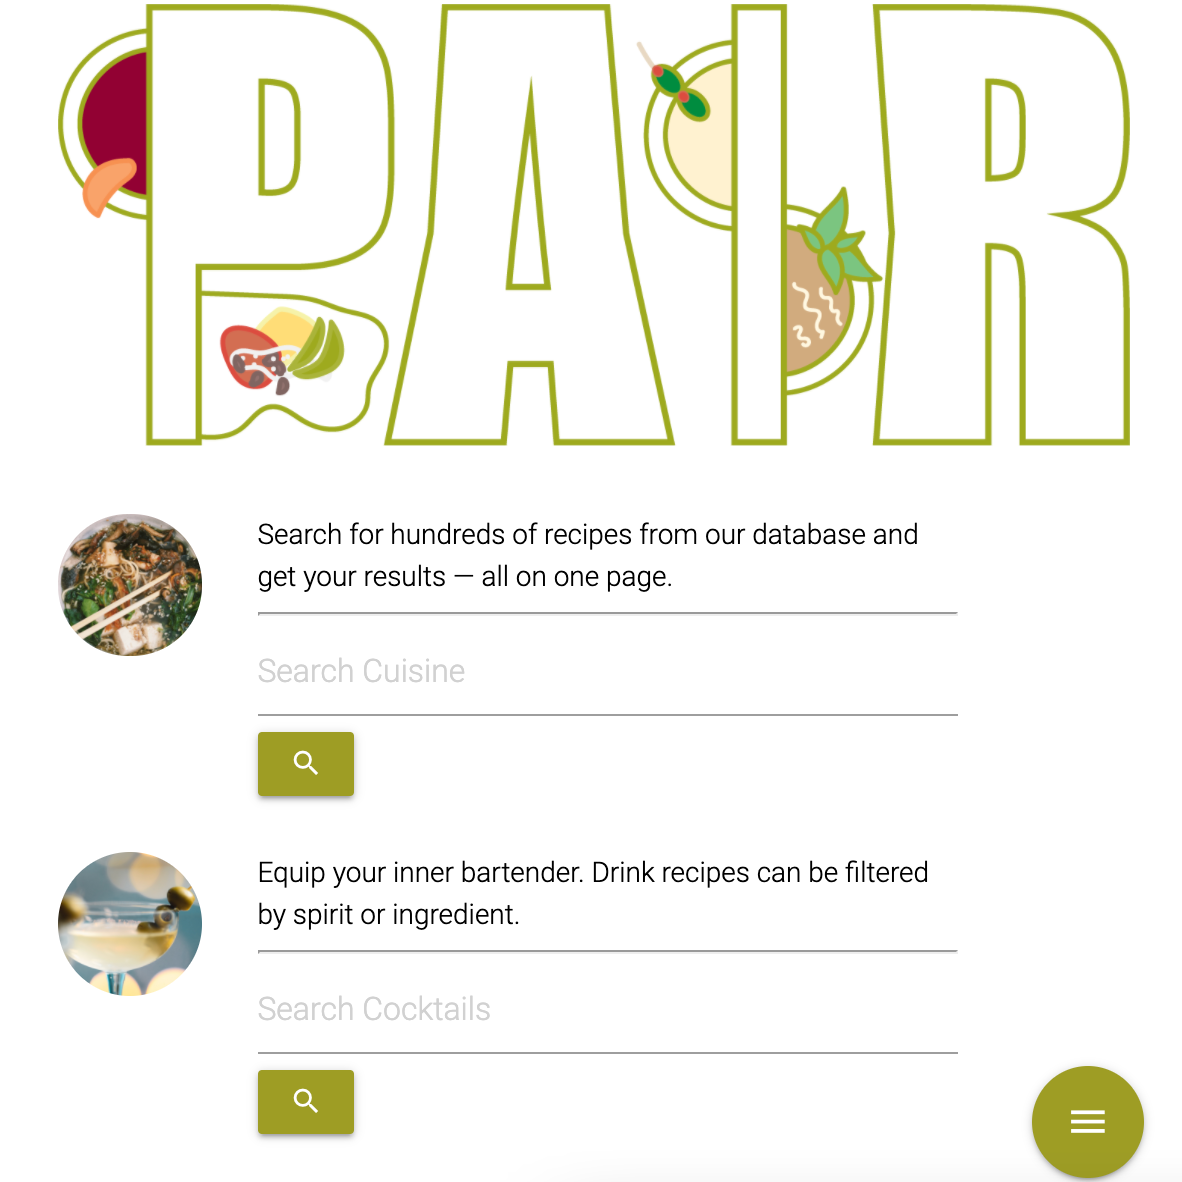 PAIR
Search for hundreds of recipes from our database and
get your results — all on one page.
Search Cuisine
Equip your inner bartender. Drink recipes can be filtered
by spirit or ingredient.
Search Cocktails